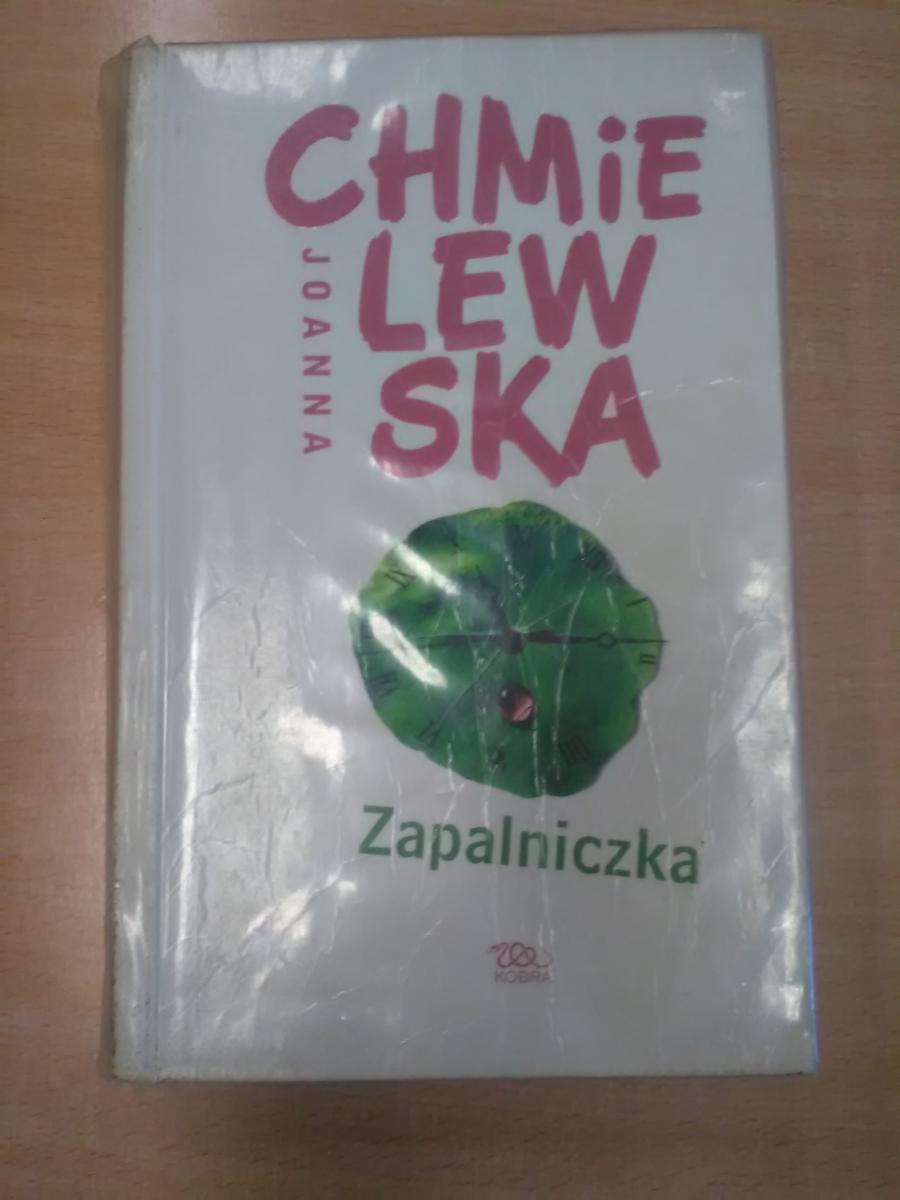 CHMiE
LEW
SKA
JOANNA
Zapalniczka
KOBRA